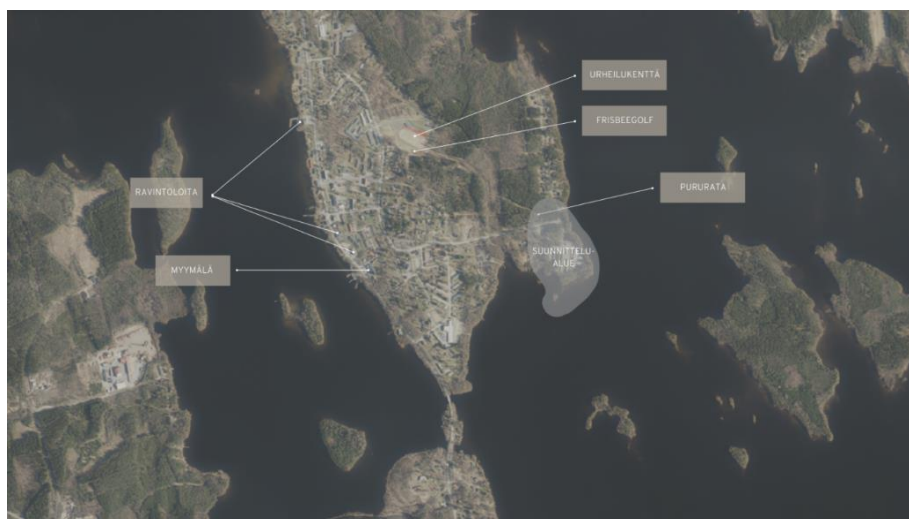 URHEILUKENTTÄ
FRISBEEGOLF
RAVINTOLOITA
PURURATA
SUUNNITTELU-
ALUE
MYYMÄLÄ